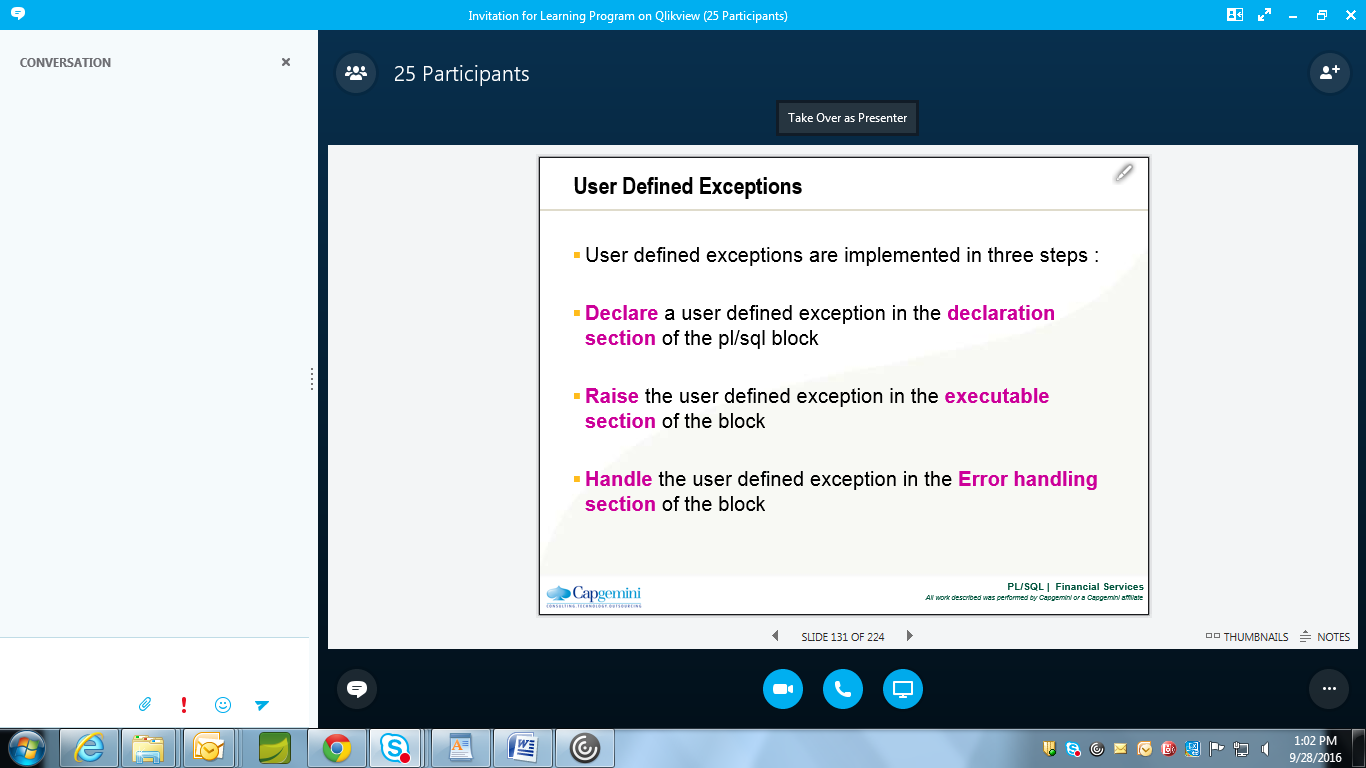 Invitation for Learning Program on Qlikview (25 Participants)
CONVERSATION
25 Participants
Take Over as Presenter
User Defined Exceptions
User defined exceptions are implemented in three steps :
Declare a user defined exception in the declaration
section of the pl/sql block
Raise the user defined exception in the executable
section of the block
Handle the user defined exception in the Error handling
section of the block
Capgemini
CONSULTING.TECHNOLOGY.OUTSOURCING
PL/SQL | Financial Services
All work described was performed by Capgemini or a Capgemini affiliate
SLIDE 131 OF 224
THUMBNAILS
NOTES
1:02 PM
9/28/2016